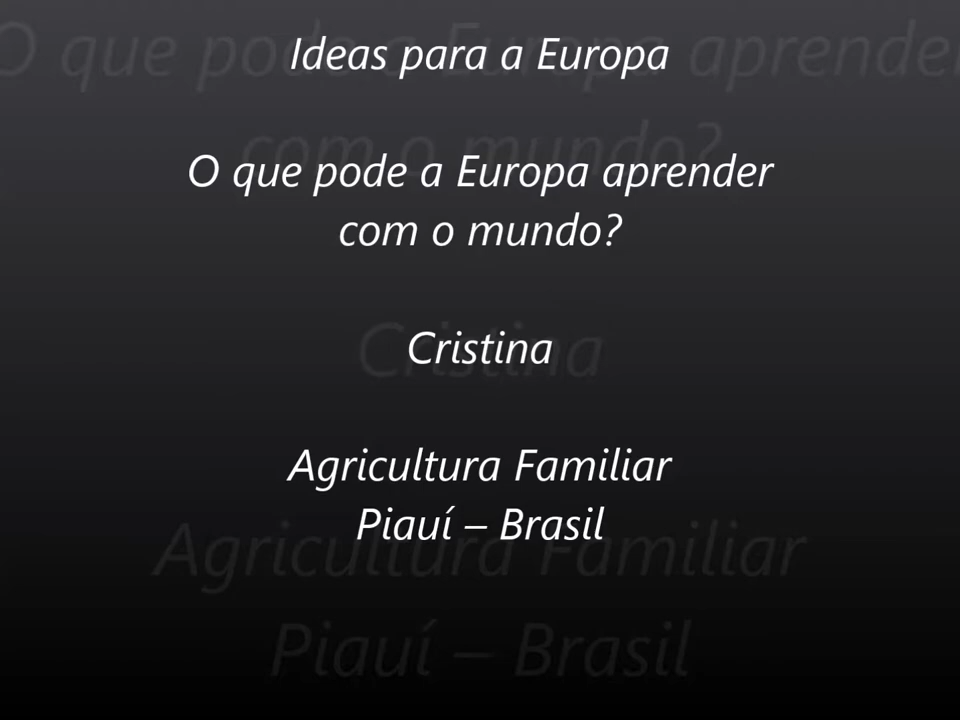 Ideas para a Europa
O que pode a Europa aprender
com o mundo?
Cristina
Agricultura Familiar
Piauí – Brasil